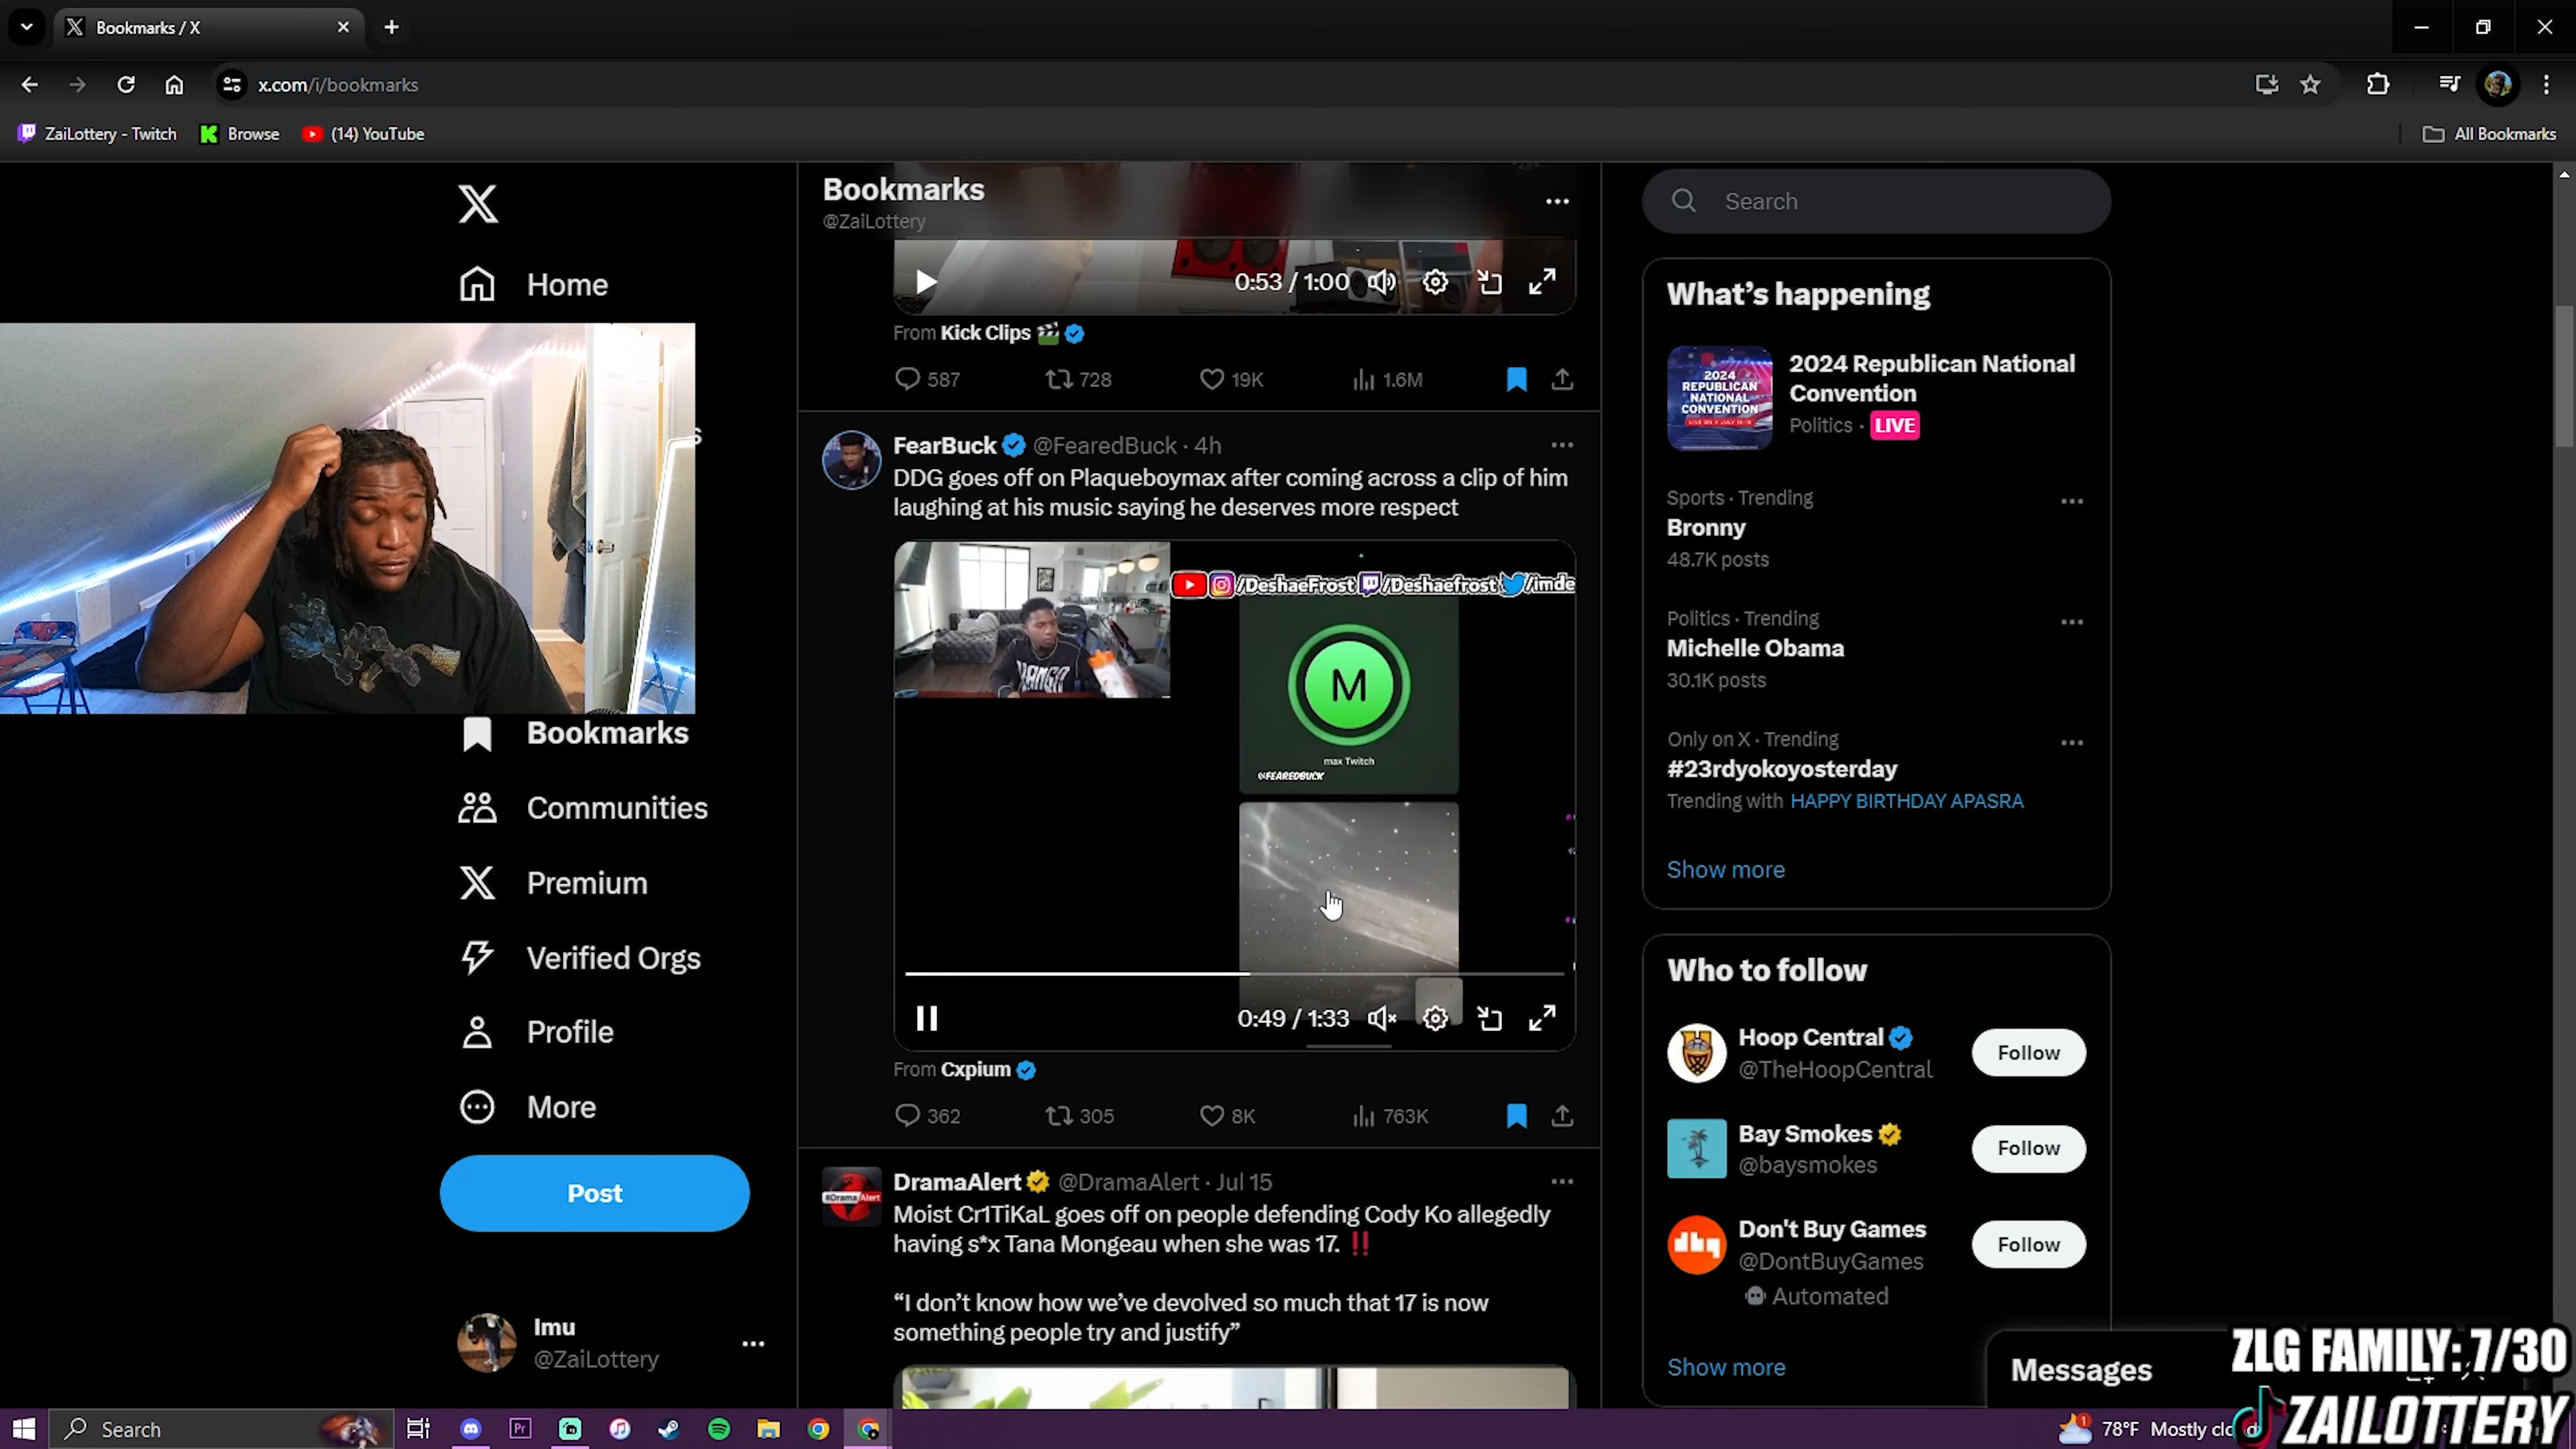 Bookmarks / X
x.com/i/bookmarks
ZaiLottery - Twitch
Browse
(14) YouTube
All Bookmarks
Home
Bookmarks
Communities
Premium
Verified Orgs
Profile
More
Post
Imu
@ZaiLottery
Bookmarks
@ZaiLottery
0:53 / 1:00
From Kick Clips
587 728 19K 1.6M
FearBuck @FearedBuck · 4h
DDG goes off on Plaqueboymax after coming across a clip of him
laughing at his music saying he deserves more respect
/DeshaeFrost /Deshaefrost /imde
M
max Twitch
@FEAREDBUCK
0:49 / 1:33
From Cxpium
362 305 8K 763K
DramaAlert @DramaAlert · Jul 15
#DramaAlert
Moist Cr1TiKaL goes off on people defending Cody Ko allegedly
having s*x Tana Mongeau when she was 17. ‼️
“I don’t know how we’ve devolved so much that 17 is now
something people try and justify”
Search
What’s happening
2024 REPUBLICAN NATIONAL CONVENTION
2024 Republican National
Convention
Politics · LIVE
Sports · Trending
Bronny
48.7K posts
Politics · Trending
Michelle Obama
30.1K posts
Only on X · Trending
#23rdyokoyosterday
Trending with HAPPY BIRTHDAY APASRA
Show more
Who to follow
Hoop Central
@TheHoopCentral
Follow
Bay Smokes
@baysmokes
Follow
dbg
Don't Buy Games
@DontBuyGames
Automated
Follow
Show more
Messages
ZLG FAMILY: 7/30
ZAILOTTERY
Search
Pr
1
78°F Mostly clo